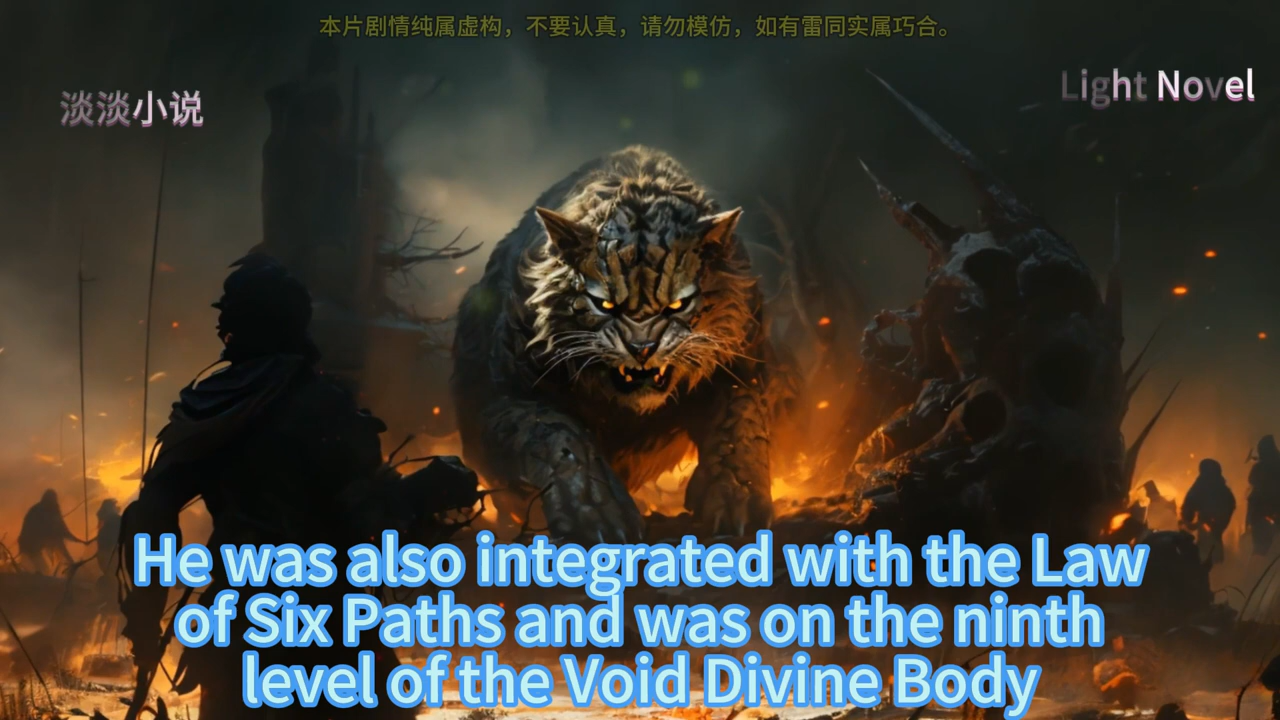 本片剧情纯属虚构，不要认真，请勿模仿，如有雷同实属巧合。
淡淡小说
Light Novel
He was also integrated with the Law
of Six Paths and was on the ninth
level of the Void Divine Body